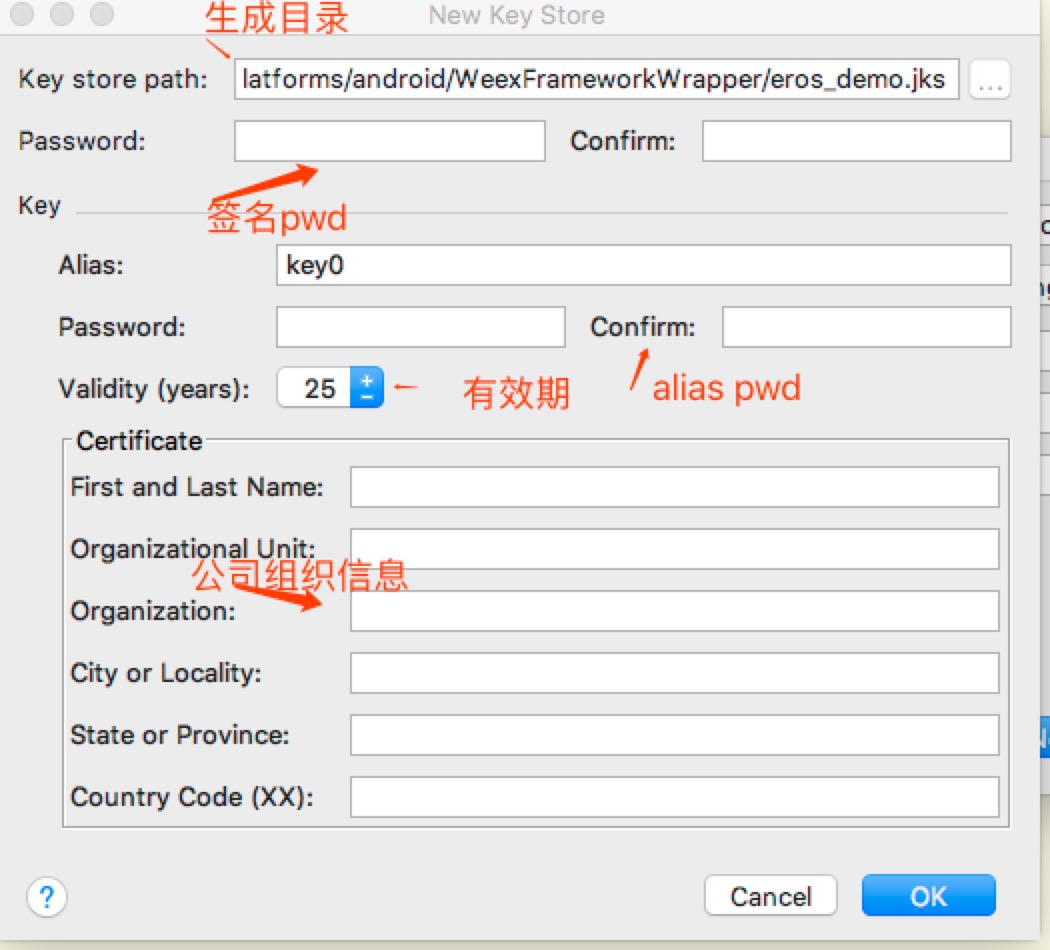 生成目录
New Key Store
Key store path: latforms/android/WeexFrameworkWrapper/eros_demo.jks ...
Password: Confirm:
签名pwd
Key
Alias: key0
Password: Confirm:
Validity (years): 25 有效期 alias pwd
Certificate
First and Last Name:
Organizational Unit:
公司组织信息
Organization:
City or Locality:
State or Province:
Country Code (XX):
? Cancel OK